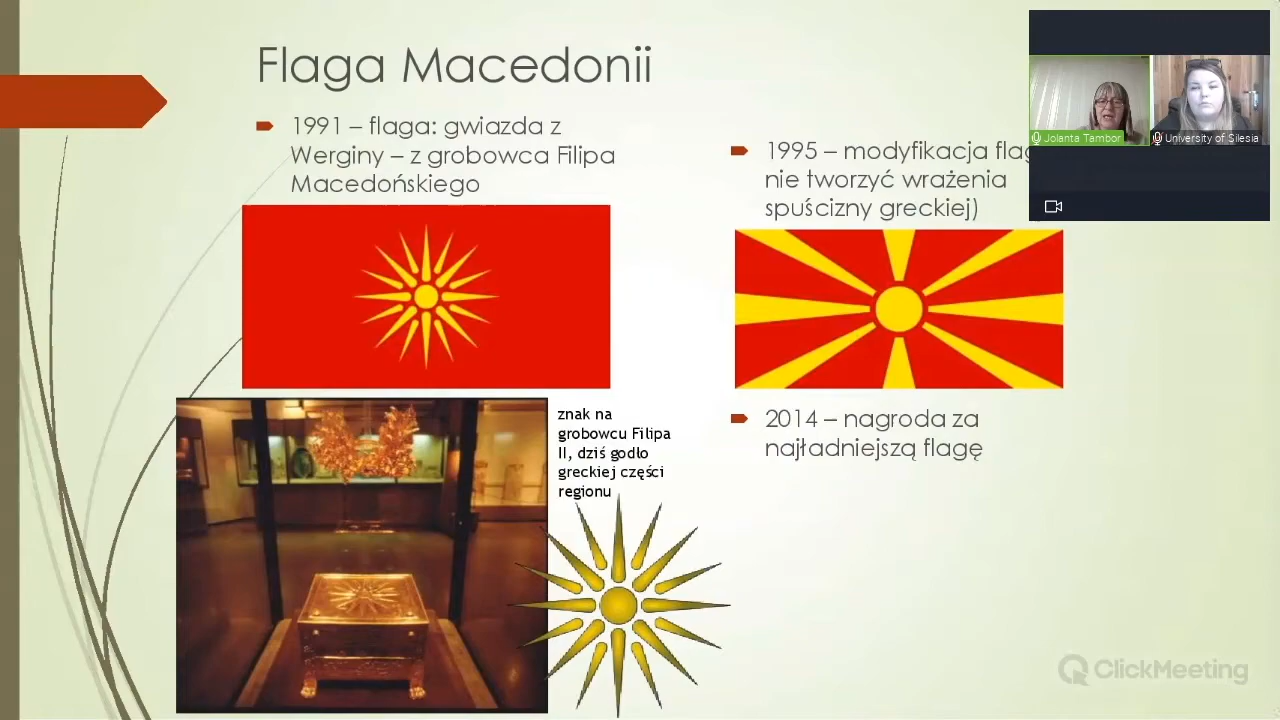 Flaga Macedonii
1991 – flaga: gwiazda z
Werginy – z grobowca Filipa
Macedońskiego
1995 – modyfikacja
nie tworzyć wrażenia
spuścizny greckiej)
2014 – nagroda za
najładniejszą flagę
znak na
grobowcu Filipa
II, dziś godło
greckiej części
regionu
Jolanta Tambor
University of Silesia
ClickMeeting